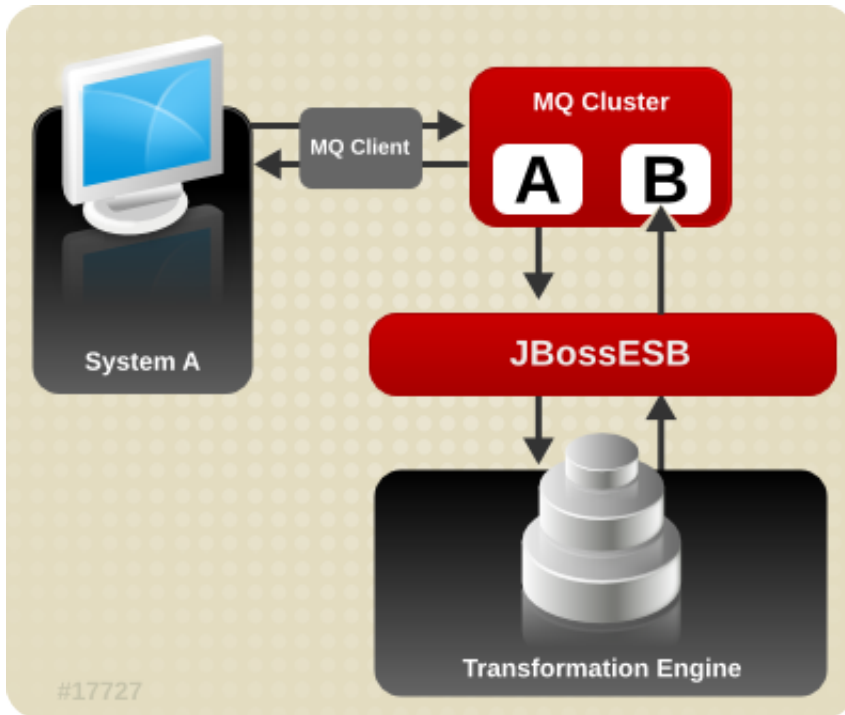 MQ Cluster
MQ Client
A
B
System A
JBossESB
Transformation Engine
#17727